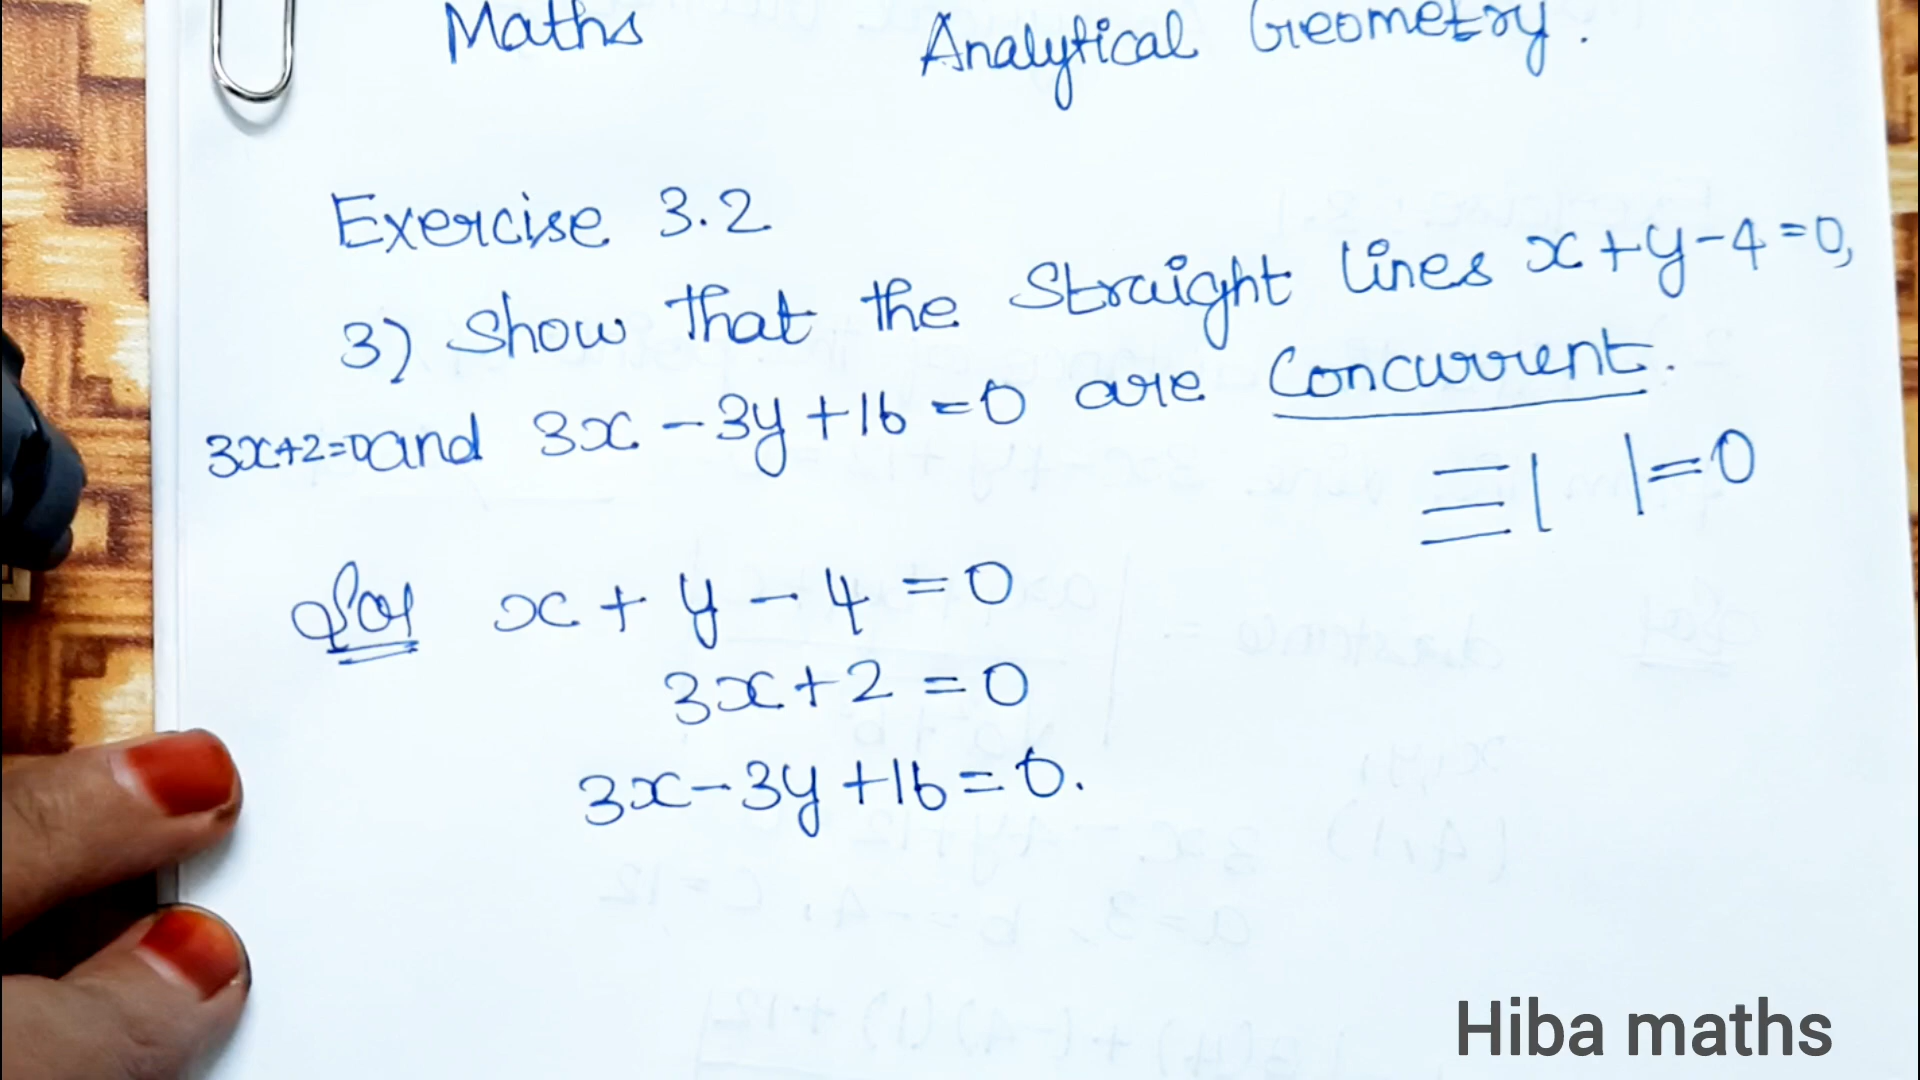 Maths Analytical Geometry.
Exercise 3.2
3) Show that the Straight lines x+y-4=0,
3x+2=0 and 3x-3y+16=0 are Concurrent.
≡| |=0
Sol x+y-4=0
3x+2=0
3x-3y+16=0.
Hiba maths